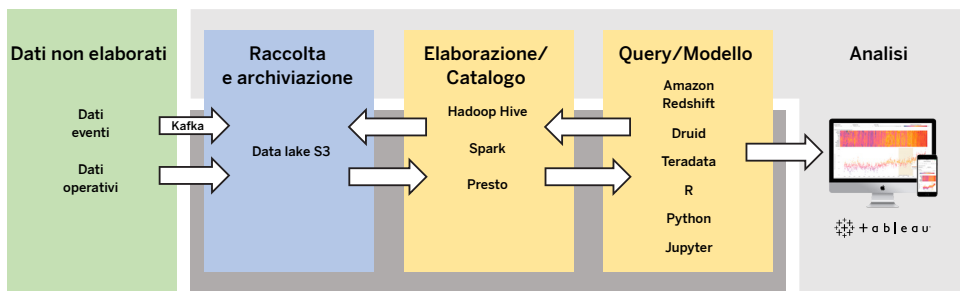 Dati non elaborati
Dati
eventi
Kafka
Dati
operativi
Raccolta
e archiviazione
Data lake S3
Elaborazione/
Catalogo
Hadoop Hive
Spark
Presto
Query/Modello
Amazon
Redshift
Druid
Teradata
R
Python
Jupyter
Analisi
+ a b l e a u